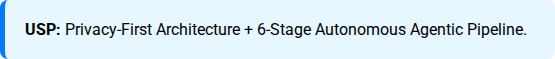 USP: Privacy-First Architecture + 6-Stage Autonomous Agentic Pipeline.